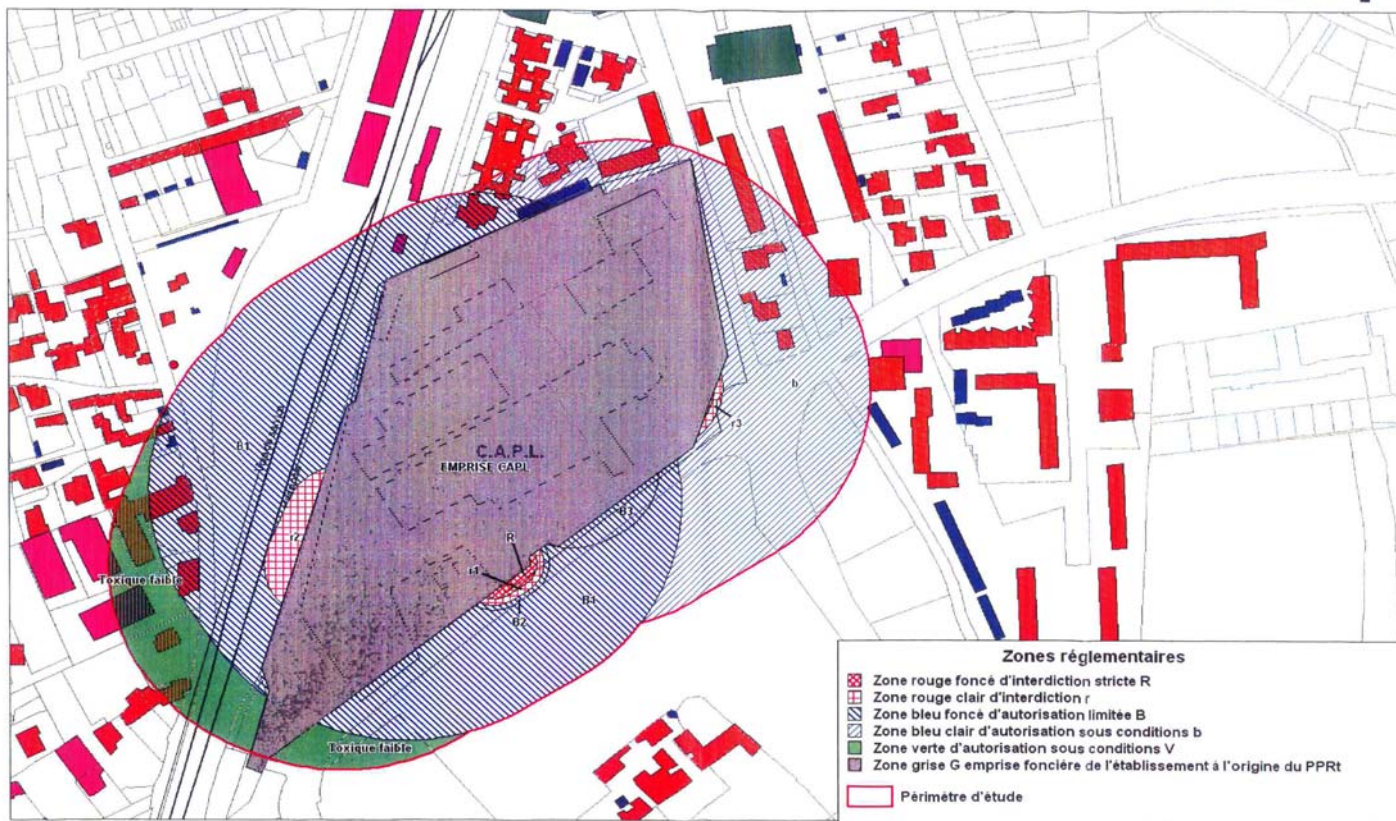 b
r3
C.A.P.L.
EMPRISE CAPL
B1
r2
B3
R
r1
B2
B1
Toxique faible
Toxique faible
Zones réglementaires
Zone rouge foncé d'interdiction stricte R
Zone rouge clair d'interdiction r
Zone bleu foncé d'autorisation limitée B
Zone bleu clair d'autorisation sous conditions b
Zone verte d'autorisation sous conditions V
Zone grise G emprise foncière de l'établissement à l'origine du PPRt
Périmètre d'étude